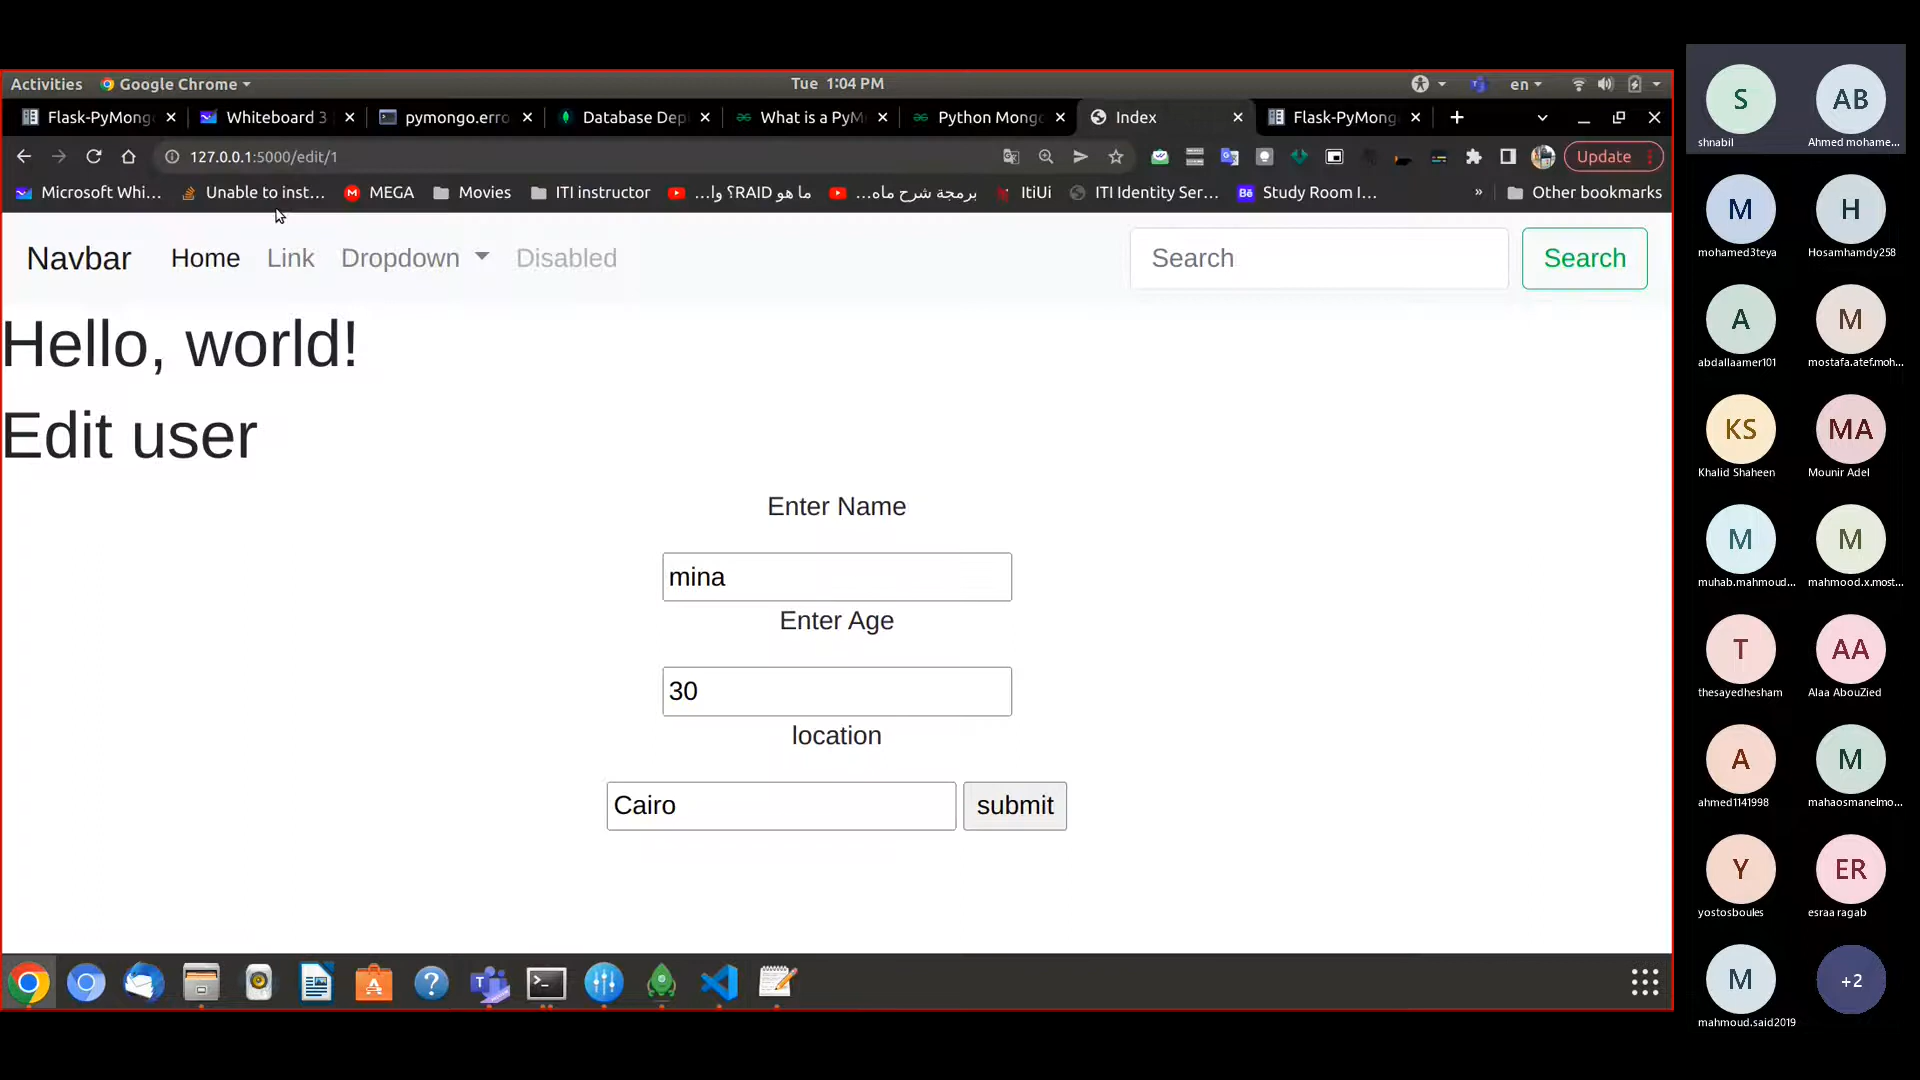 Activities Google Chrome Tue 1:04 PM en
Flask-PyMong Whiteboard 3 pymongo.erro Database Dep What is a PyM Python Mong Index Flask-PyMong
127.0.0.1:5000/edit/1 Update
Microsoft Whi... Unable to inst... MEGA Movies ITI instructor ما هو RAID؟ وا... برمجة شرح ماه... ItiUi ITI Identity Ser... Bē Study Room I... » Other bookmarks
Navbar Home Link Dropdown Disabled Search Search
Hello, world!
Edit user
Enter Name
mina
Enter Age
30
location
Cairo submit
S AB
shnabil Ahmed mohame...
M H
mohamed3teya Hosamhamdy258
A M
abdallaamer101 mostafa.atef.moh...
KS MA
Khalid Shaheen Mounir Adel
M M
muhab.mahmoud... mahmood.x.most...
T AA
thesayedhesham Alaa AbouZied
A M
ahmed1141998 mahaosmanelmo...
Y ER
yostosboules esraa ragab
M +2
mahmoud.said2019